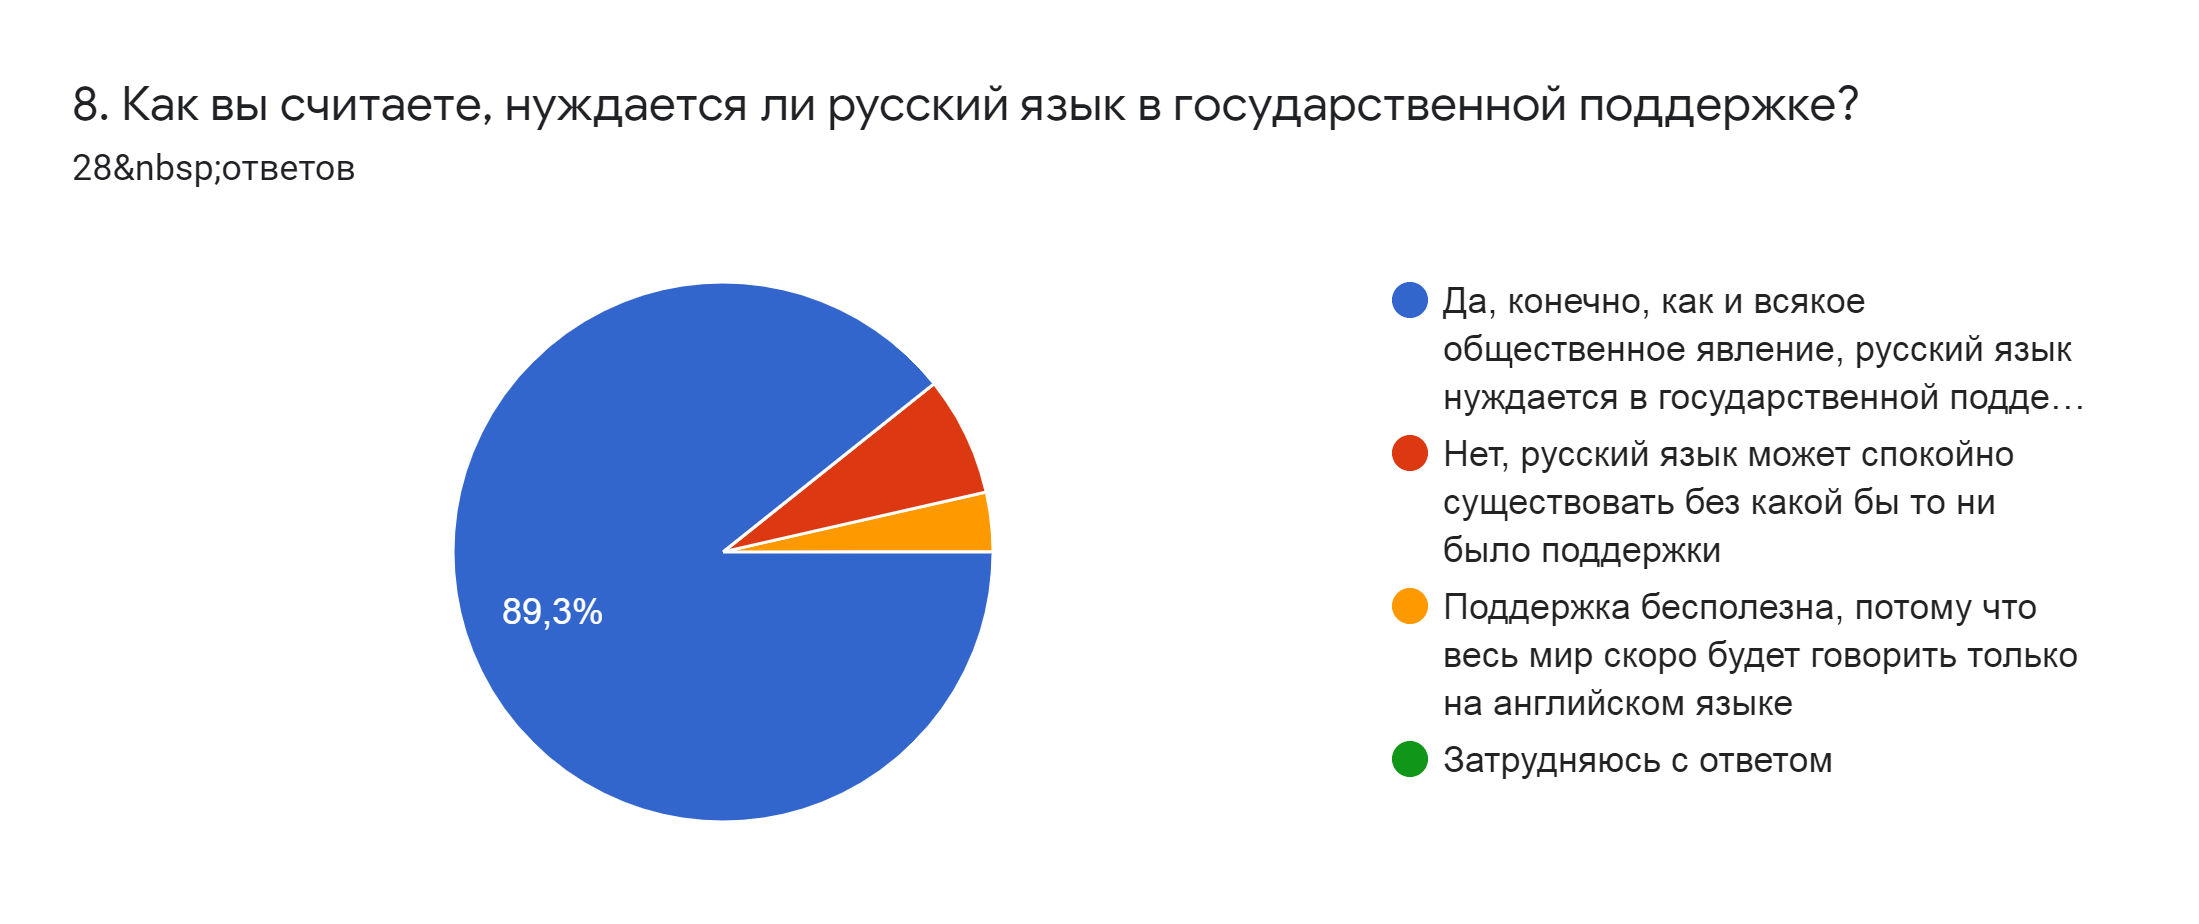 8. Как вы считаете, нуждается ли русский язык в государственной поддержке?
28&nbsp;ответов
Да, конечно, как и всякое
общественное явление, русский язык
нуждается в государственной подде…
Нет, русский язык может спокойно
существовать без какой бы то ни
было поддержки
Поддержка бесполезна, потому что
весь мир скоро будет говорить только
на английском языке
Затрудняюсь с ответом
89,3%